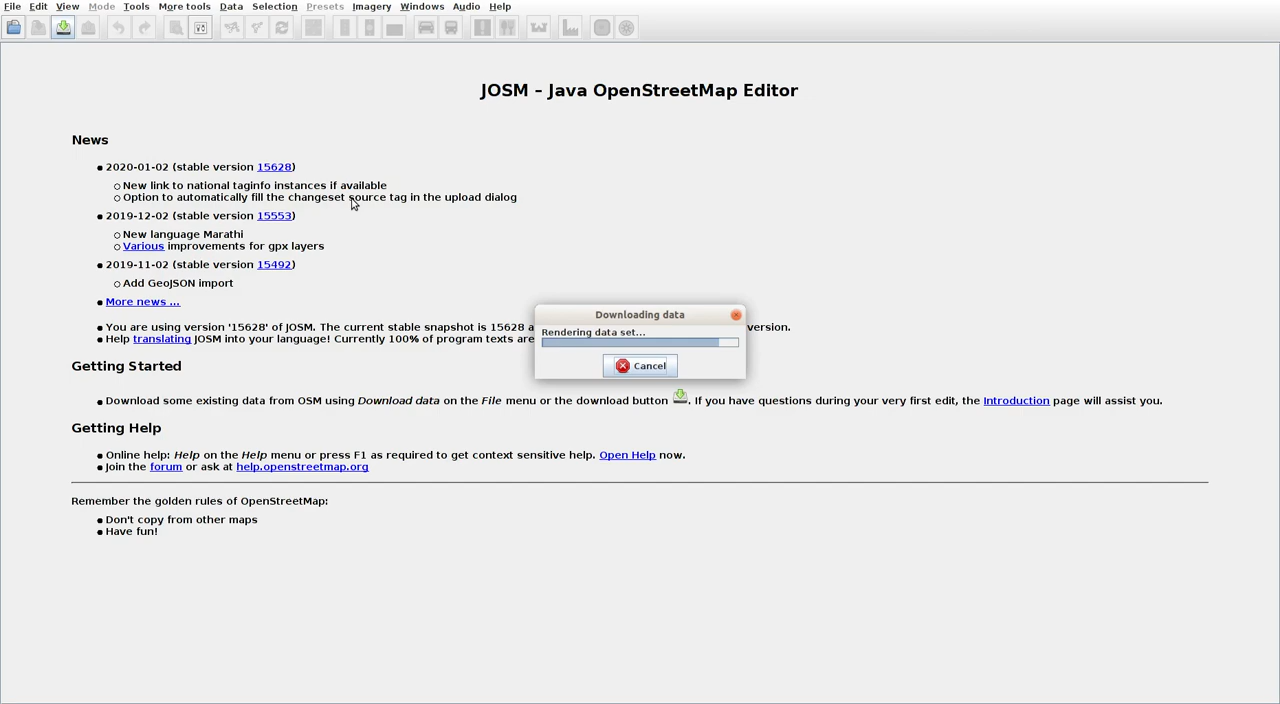 File Edit View Mode Tools More tools Data Selection Presets Imagery Windows Audio Help
JOSM – Java OpenStreetMap Editor
News
2020-01-02 (stable version 15628)
New link to national taginfo instances if available
Option to automatically fill the changeset source tag in the upload dialog
2019-12-02 (stable version 15553)
New language Marathi
Various improvements for gpx layers
2019-11-02 (stable version 15492)
Add GeoJSON import
More news ...
Downloading data
Rendering data set...
Cancel
You are using version '15628' of JOSM. The current stable snapshot is 15628 version.
Help translating JOSM into your language! Currently 100% of program texts are
Getting Started
Download some existing data from OSM using Download data on the File menu or the download button . If you have questions during your very first edit, the Introduction page will assist you.
Getting Help
Online help: Help on the Help menu or press F1 as required to get context sensitive help. Open Help now.
Join the forum or ask at help.openstreetmap.org
Remember the golden rules of OpenStreetMap:
Don't copy from other maps
Have fun!